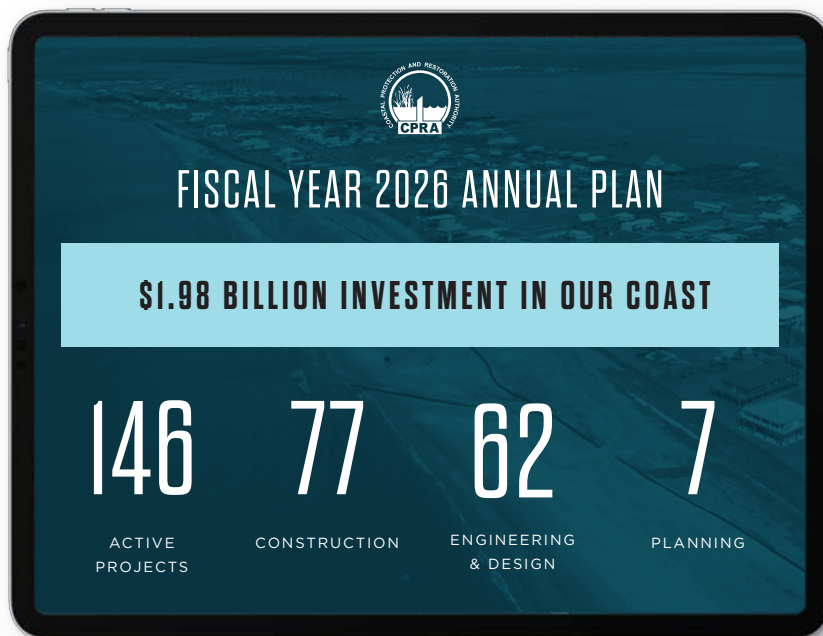 COASTAL PROTECTION AND RESTORATION AUTHORITY
CPRA
FISCAL YEAR 2026 ANNUAL PLAN
$1.98 BILLION INVESTMENT IN OUR COAST
146
77
62
7
ACTIVE
PROJECTS
CONSTRUCTION
ENGINEERING
& DESIGN
PLANNING